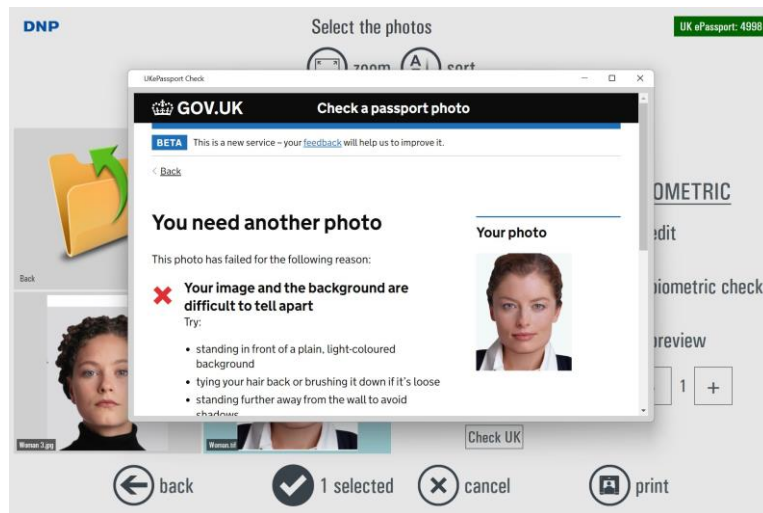 DNP
Select the photos
UK ePassport: 4998
zoom
sort
UKePassport Check
GOV.UK
Check a passport photo
BETA This is a new service – your feedback will help us to improve it.
Back
You need another photo
Your photo
This photo has failed for the following reason:
Your image and the background are
difficult to tell apart
Try:
• standing in front of a plain, light-coloured
background
• tying your hair back or brushing it down if it's loose
• standing further away from the wall to avoid
shadows
OMETRIC
edit
biometric check
preview
1 +
Back
Woman 3.jpg
Woman.tif
Check UK
back
1 selected
cancel
print